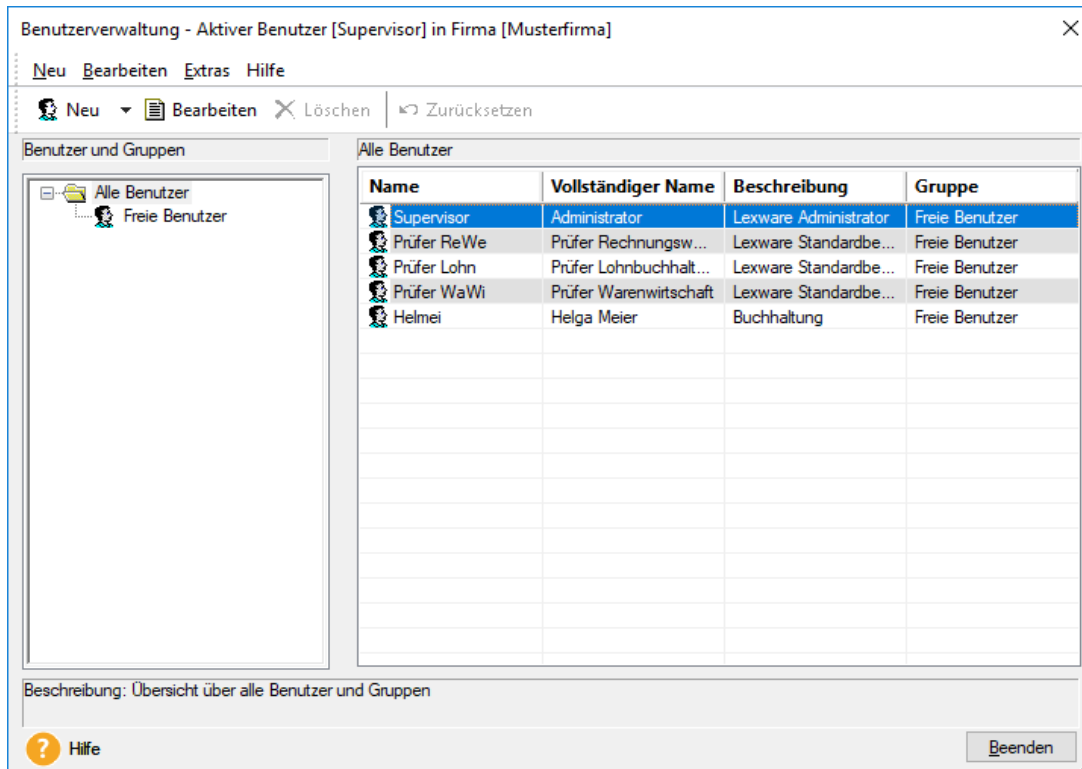 Benutzerverwaltung - Aktiver Benutzer [Supervisor] in Firma [Musterfirma]
Neu Bearbeiten Extras Hilfe
Neu Bearbeiten Löschen Zurücksetzen
Benutzer und Gruppen
Alle Benutzer
Freie Benutzer
Alle Benutzer
Name Vollständiger Name Beschreibung Gruppe
Supervisor Administrator Lexware Administrator Freie Benutzer
Prüfer ReWe Prüfer Rechnungsw... Lexware Standardbe... Freie Benutzer
Prüfer Lohn Prüfer Lohnbuchhalt... Lexware Standardbe... Freie Benutzer
Prüfer WaWi Prüfer Warenwirtschaft Lexware Standardbe... Freie Benutzer
Helmei Helga Meier Buchhaltung Freie Benutzer
Beschreibung: Übersicht über alle Benutzer und Gruppen
? Hilfe
Beenden